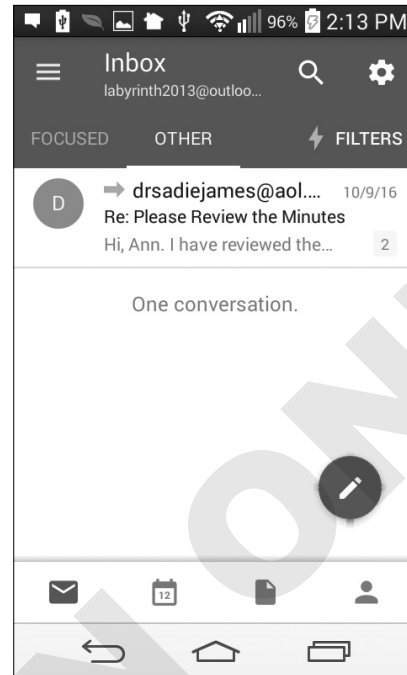 96% 2:13 PM
Inbox
labyrinth2013@outloo...
FOCUSED OTHER FILTERS
D
drsadiejames@aol.... 10/9/16
Re: Please Review the Minutes
Hi, Ann. I have reviewed the... 2
One conversation.
12